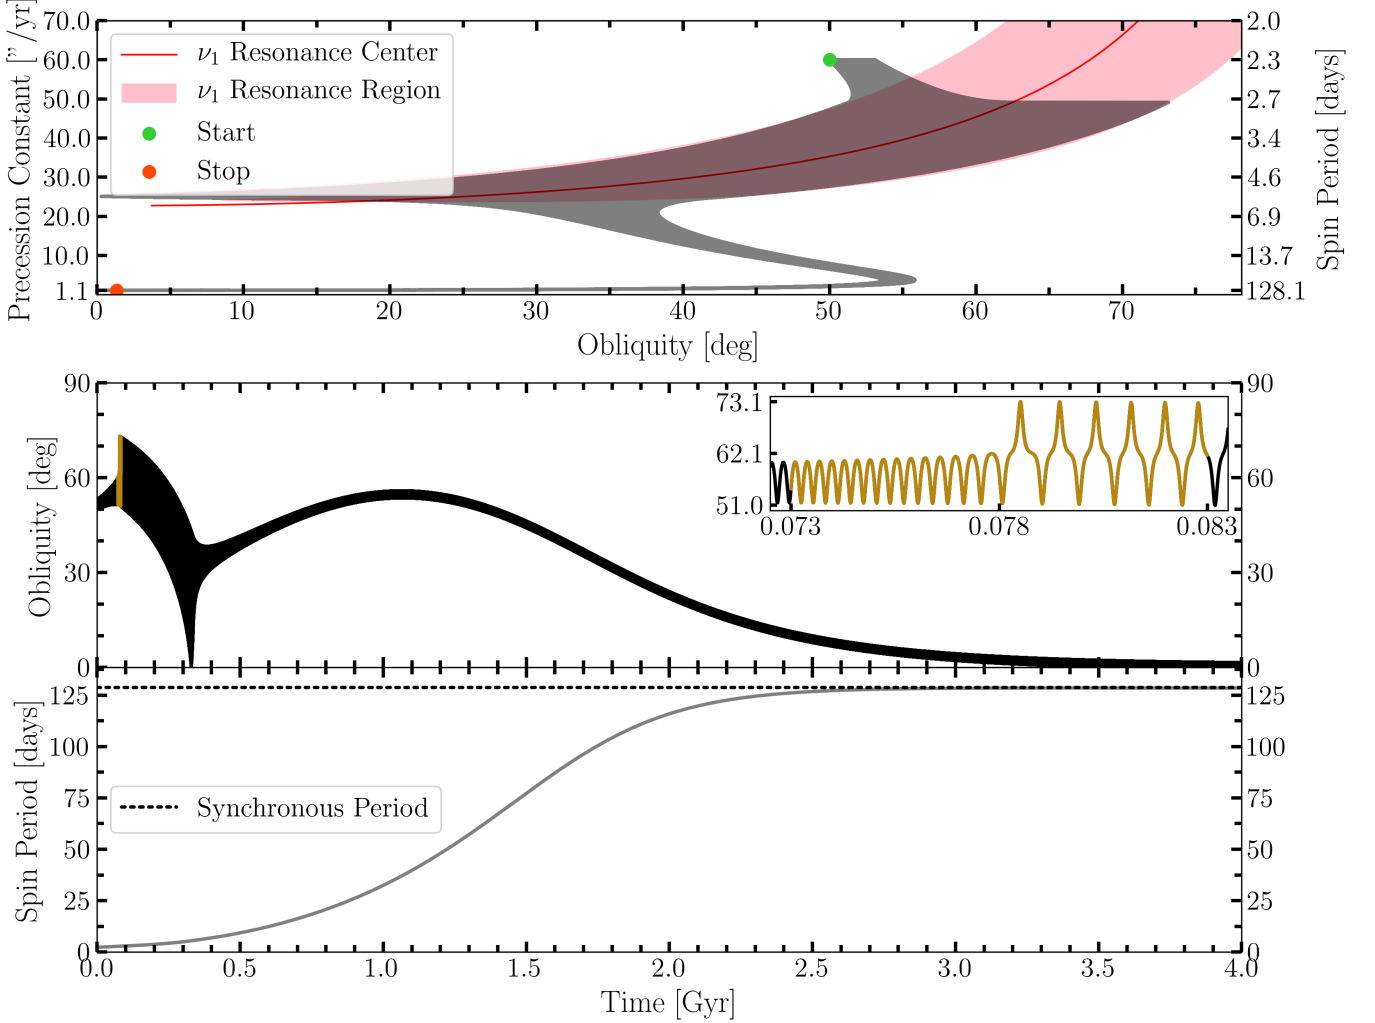 Precession Constant ["/yr]
70.0
60.0
50.0
40.0
30.0
20.0
10.0
1.1
ν₁ Resonance Center
ν₁ Resonance Region
Start
Stop
2.0
2.3
2.7
3.4
4.6
6.9
13.7
128.1
Spin Period [days]
0 10 20 30 40 50 60 70
Obliquity [deg]
Obliquity [deg]
90
60
30
0
73.1
62.1
51.0
0.073 0.078 0.083
90
60
30
0
Spin Period [days]
125
100
75
50
25
0
Synchronous Period
125
100
75
50
25
0
0.0 0.5 1.0 1.5 2.0 2.5 3.0 3.5 4.0
Time [Gyr]